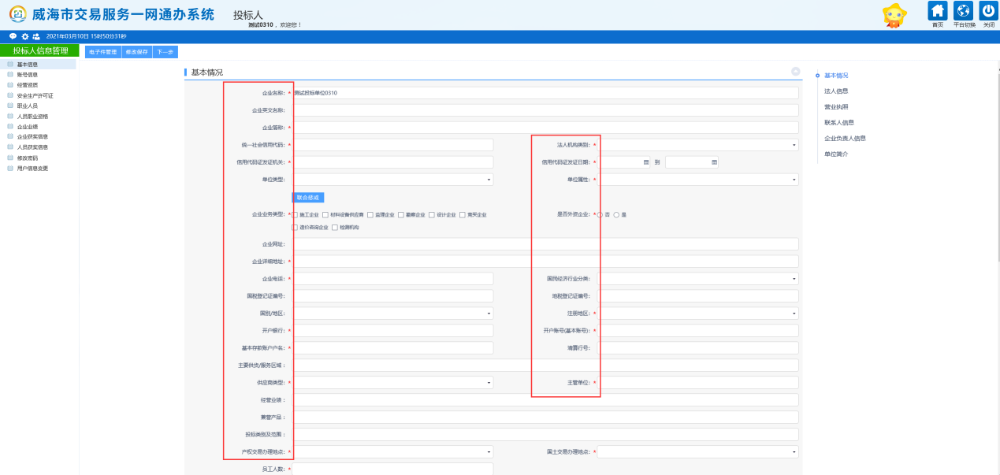 威海市交易服务一网通办系统 投标人
测试0310 ，欢迎您！
首页 平台切换 关闭
2021年03月10日 15时50分31秒
投标人信息管理
电子件管理 修改保存 下一步
基本信息
账号信息
经营资质
安全生产许可证
职业人员
人员职业资格
企业业绩
企业获奖信息
人员获奖信息
修改密码
用户信息变更
基本情况
企业名称: * 测试投标单位0310
企业英文名称:
企业简称: *
统一社会信用代码: * 法人机构类别: *
信用代码证发证机关: * 信用代码证发证日期: * 到
单位类型: 单位属性: *
联合惩戒
企业业务类型: * 施工企业 材料设备供应商 监理企业 勘察企业 设计企业 竞买企业 是否外资企业: * 否 是
造价咨询企业 检测机构
企业网址:
企业详细地址: *
企业电话: * 国民经济行业分类:
国税登记证编号: 地税登记证编号:
国别/地区: 注册地区: *
开户银行: * 开户账号(基本账号): *
基本存款账户户名: * 清算行号:
主要供货/服务区域 :
供应商类型: * 主管单位: *
经营业绩 :
兼营产品 :
投标类别及范围 :
产权交易办理地点: * 国土交易办理地点: *
员工人数: *
基本情况
法人信息
营业执照
联系人信息
企业负责人信息
单位简介